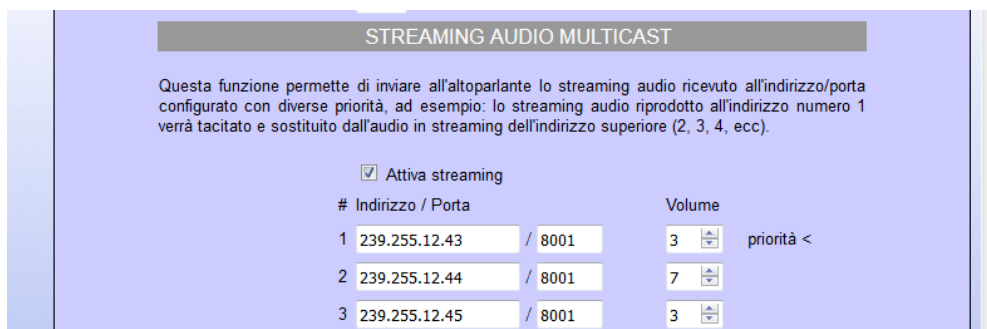 STREAMING AUDIO MULTICAST
Questa funzione permette di inviare all'altoparlante lo streaming audio ricevuto all'indirizzo/porta
configurato con diverse priorità, ad esempio: lo streaming audio riprodotto all'indirizzo numero 1
verrà tacitato e sostituito dall'audio in streaming dell'indirizzo superiore (2, 3, 4, ecc).
Attiva streaming
# Indirizzo / Porta Volume
1 239.255.12.43 / 8001 3 priorità <
2 239.255.12.44 / 8001 7
3 239.255.12.45 / 8001 3